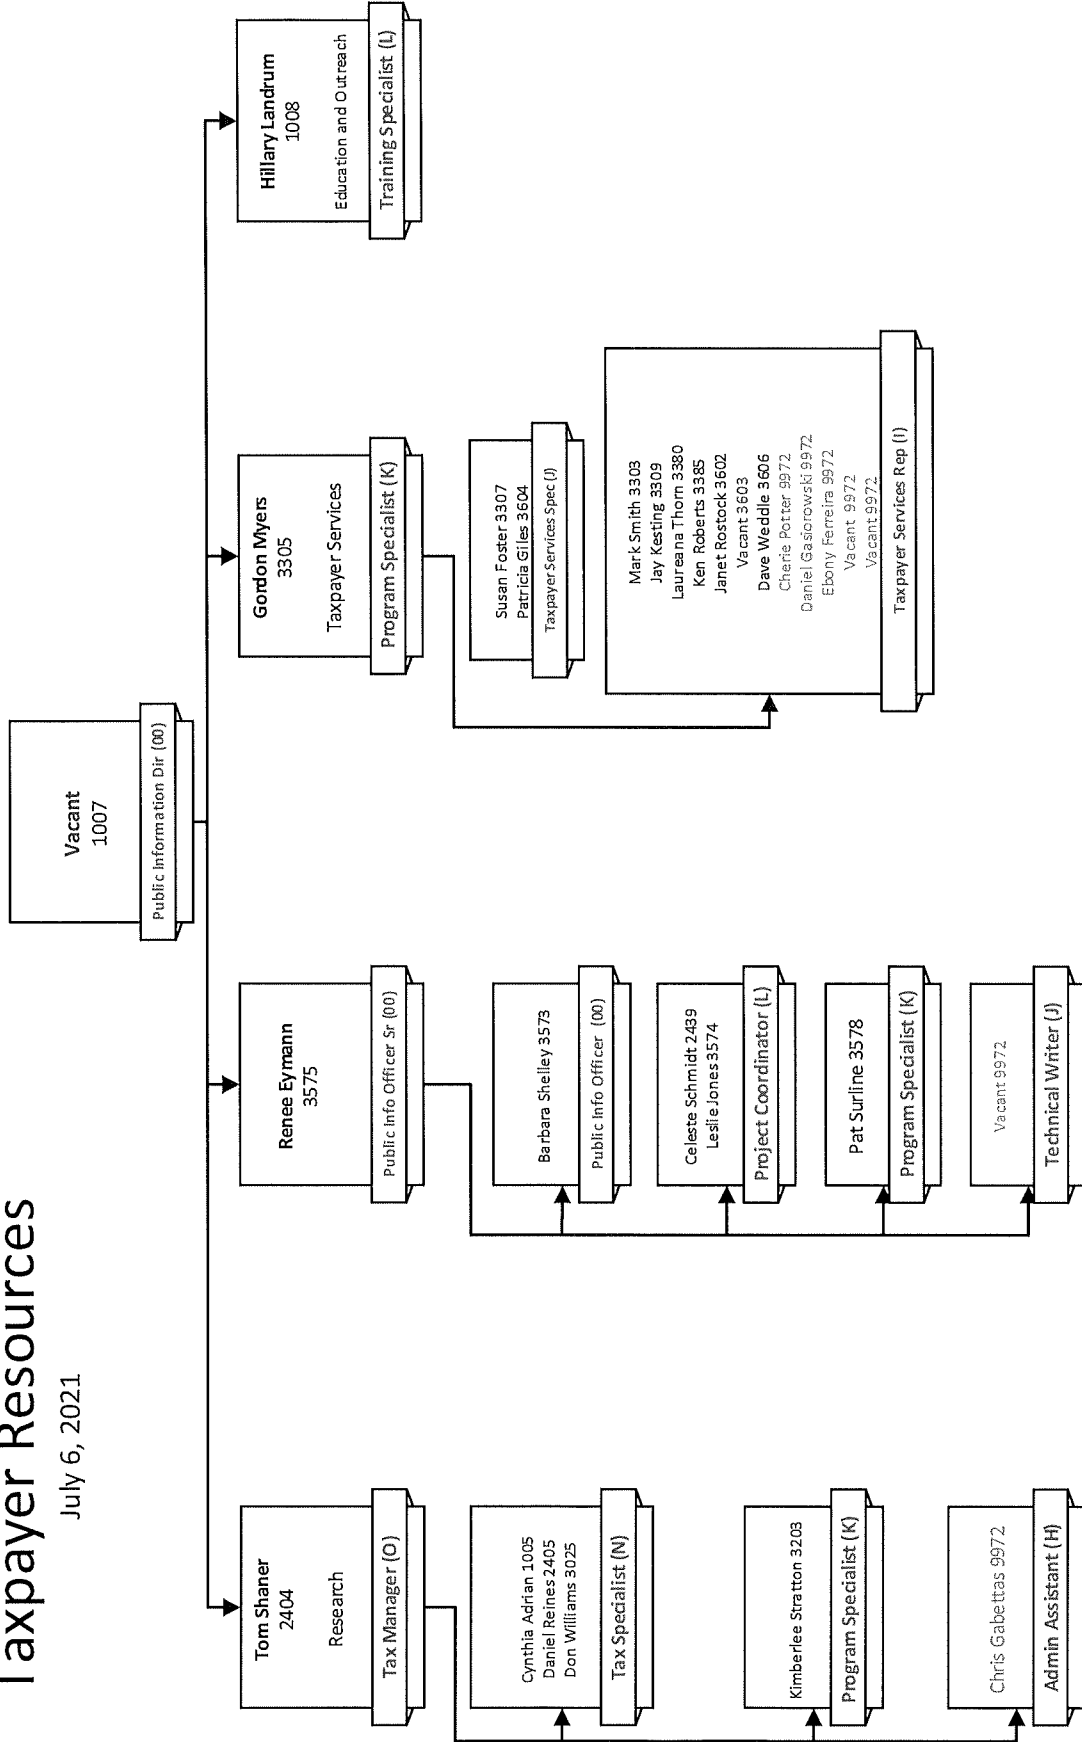 Taxpayer Resources
July 6, 2021
Vacant
1007
Public Information Dir (00)
Tom Shaner
2404
Research
Tax Manager (O)
Cynthia Adrian 1005
Daniel Reines 2405
Don Williams 3025
Tax Specialist (N)
Kimberlee Stratton 3203
Program Specialist (K)
Chris Gabettas 9972
Admin Assistant (H)
Renee Eymann
3575
Public Info Officer Sr (00)
Barbara Shelley 3573
Public Info Officer (00)
Celeste Schmidt 2439
Leslie Jones 3574
Project Coordinator (L)
Pat Surline 3578
Program Specialist (K)
Vacant 9972
Technical Writer (J)
Gordon Myers
3305
Taxpayer Services
Program Specialist (K)
Susan Foster 3307
Patricia Giles 3604
Taxpayer Services Spec (J)
Mark Smith 3303
Jay Kesting 3309
Laureana Thorn 3380
Ken Roberts 3385
Janet Rostock 3602
Vacant 3603
Dave Weddle 3606
Cherie Potter 9972
Daniel Gasiorowski 9972
Ebony Ferreira 9972
Vacant 9972
Vacant 9972
Taxpayer Services Rep (I)
Hillary Landrum
1008
Education and Outreach
Training Specialist (L)